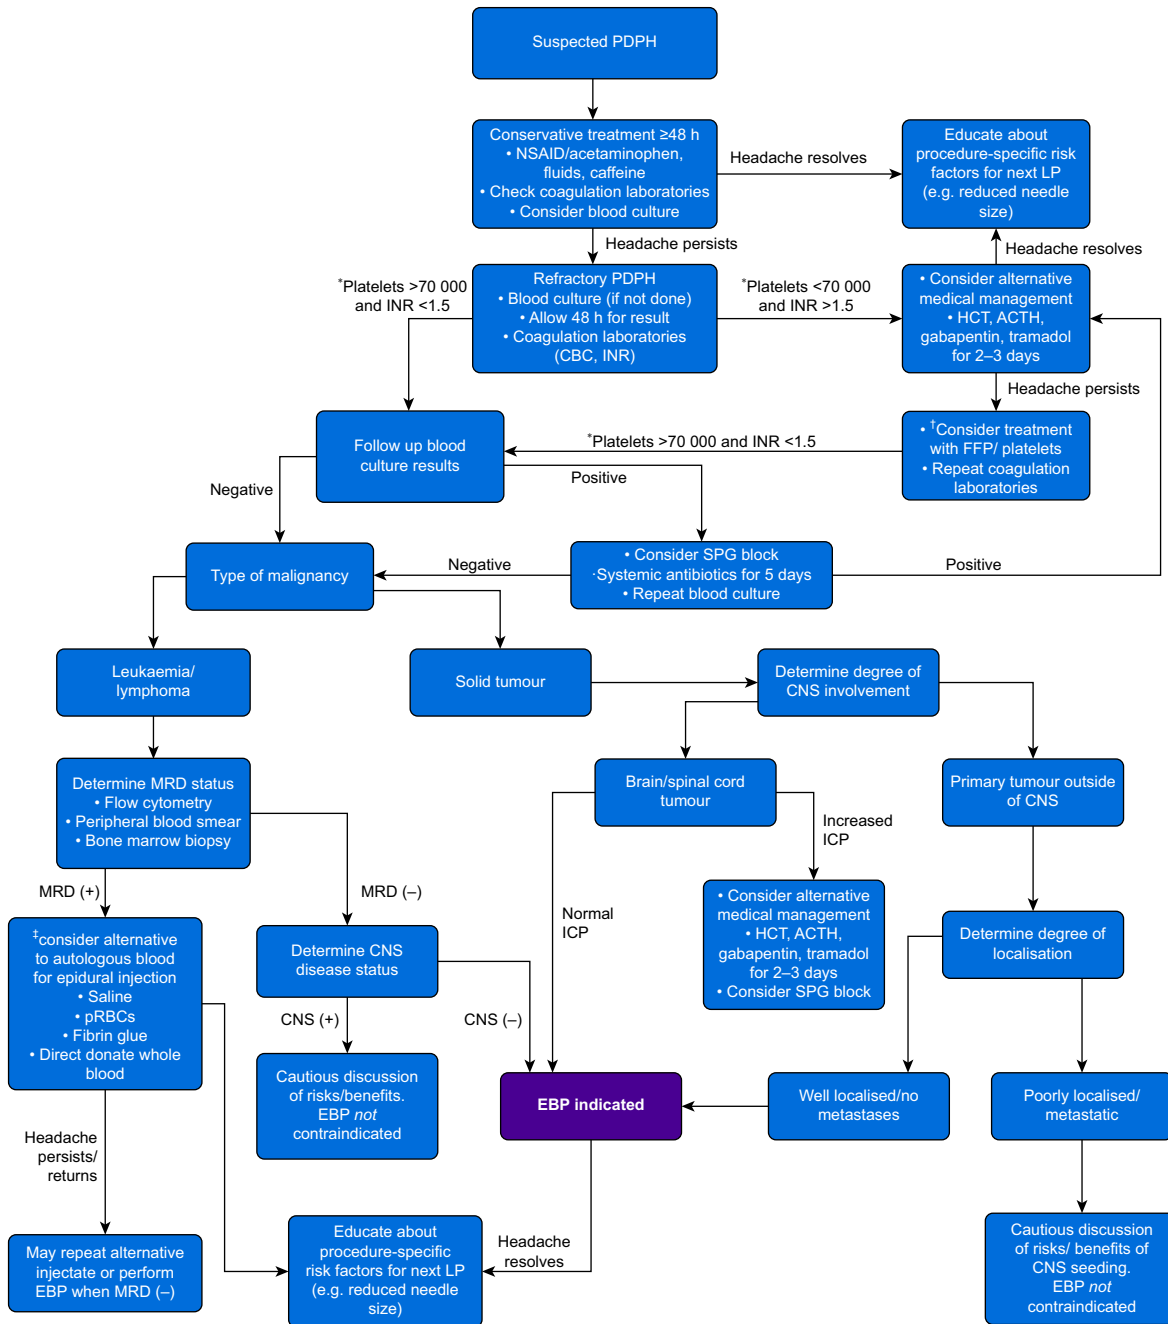 Suspected PDPH
Conservative treatment ≥48 h
• NSAID/acetaminophen,
fluids, caffeine
• Check coagulation laboratories
• Consider blood culture
Headache resolves
Educate about
procedure-specific risk
factors for next LP
(e.g. reduced needle
size)
Headache persists
Headache resolves
*Platelets >70 000
and INR <1.5
Refractory PDPH
• Blood culture (if not done)
• Allow 48 h for result
• Coagulation laboratories
(CBC, INR)
*Platelets <70 000
and INR >1.5
• Consider alternative
medical management
• HCT, ACTH,
gabapentin, tramadol
for 2–3 days
Headache persists
Follow up blood
culture results
*Platelets >70 000 and INR <1.5
• †Consider treatment
with FFP/ platelets
• Repeat coagulation
laboratories
Negative
Positive
Type of malignancy
Negative
• Consider SPG block
·Systemic antibiotics for 5 days
• Repeat blood culture
Positive
Leukaemia/
lymphoma
Solid tumour
Determine degree of
CNS involvement
Determine MRD status
• Flow cytometry
• Peripheral blood smear
• Bone marrow biopsy
Brain/spinal cord
tumour
Primary tumour outside
of CNS
Increased
ICP
MRD (+)
MRD (–)
Normal
ICP
• Consider alternative
medical management
• HCT, ACTH,
gabapentin, tramadol
for 2–3 days
• Consider SPG block
‡consider alternative
to autologous blood
for epidural injection
• Saline
• pRBCs
• Fibrin glue
• Direct donate whole
blood
Determine CNS
disease status
Determine degree of
localisation
CNS (+)
CNS (–)
Cautious discussion
of risks/benefits.
EBP not
contraindicated
EBP indicated
Well localised/no
metastases
Poorly localised/
metastatic
Headache
persists/
returns
May repeat alternative
injectate or perform
EBP when MRD (–)
Educate about
procedure-specific
risk factors for next LP
(e.g. reduced needle
size)
Headache
resolves
Cautious discussion
of risks/ benefits of
CNS seeding.
EBP not
contraindicated